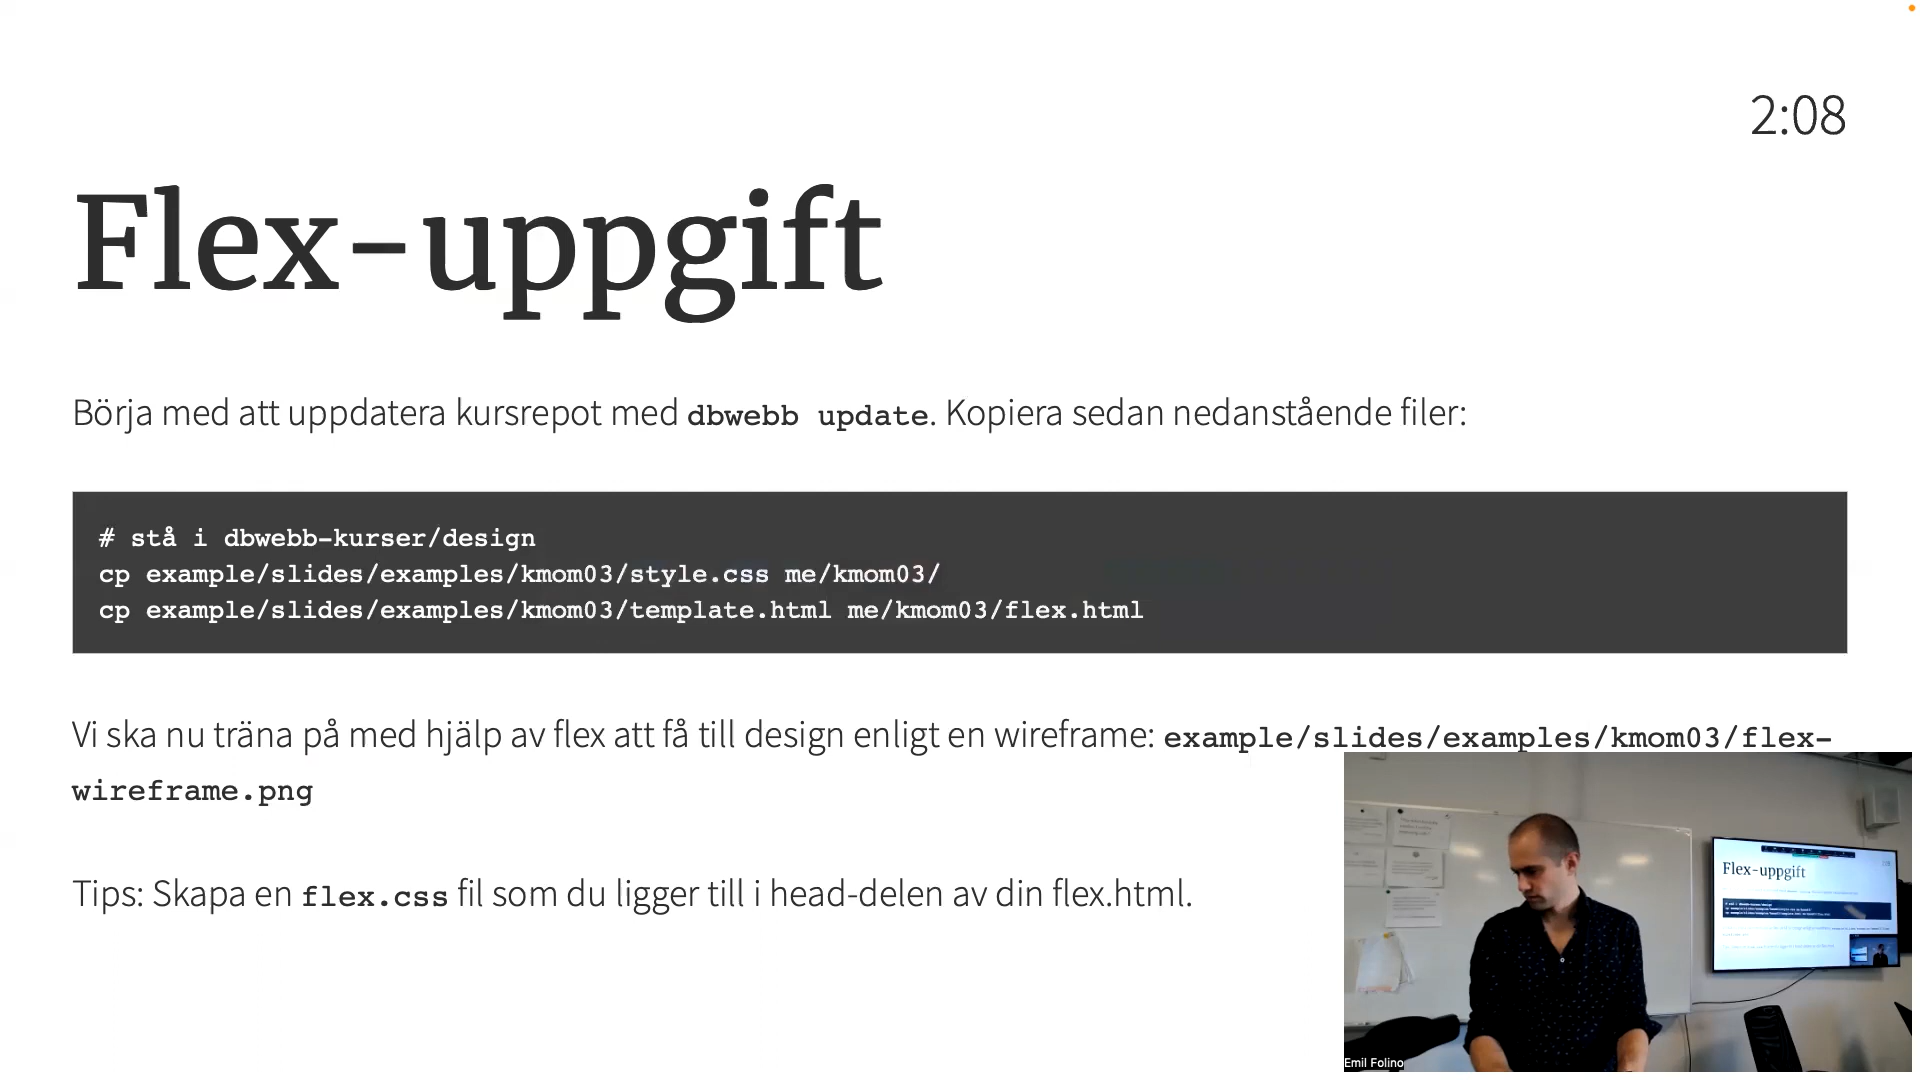 2:08
Flex-uppgift
Börja med att uppdatera kursrepot med dbwebb update. Kopiera sedan nedanstående filer:
# stå i dbwebb-kurser/design
cp example/slides/examples/kmom03/style.css me/kmom03/
cp example/slides/examples/kmom03/template.html me/kmom03/flex.html
Vi ska nu träna på med hjälp av flex att få till design enligt en wireframe: example/slides/examples/kmom03/flex-
wireframe.png
Tips: Skapa en flex.css fil som du ligger till i head-delen av din flex.html.
Flex-uppgift
Emil Folino